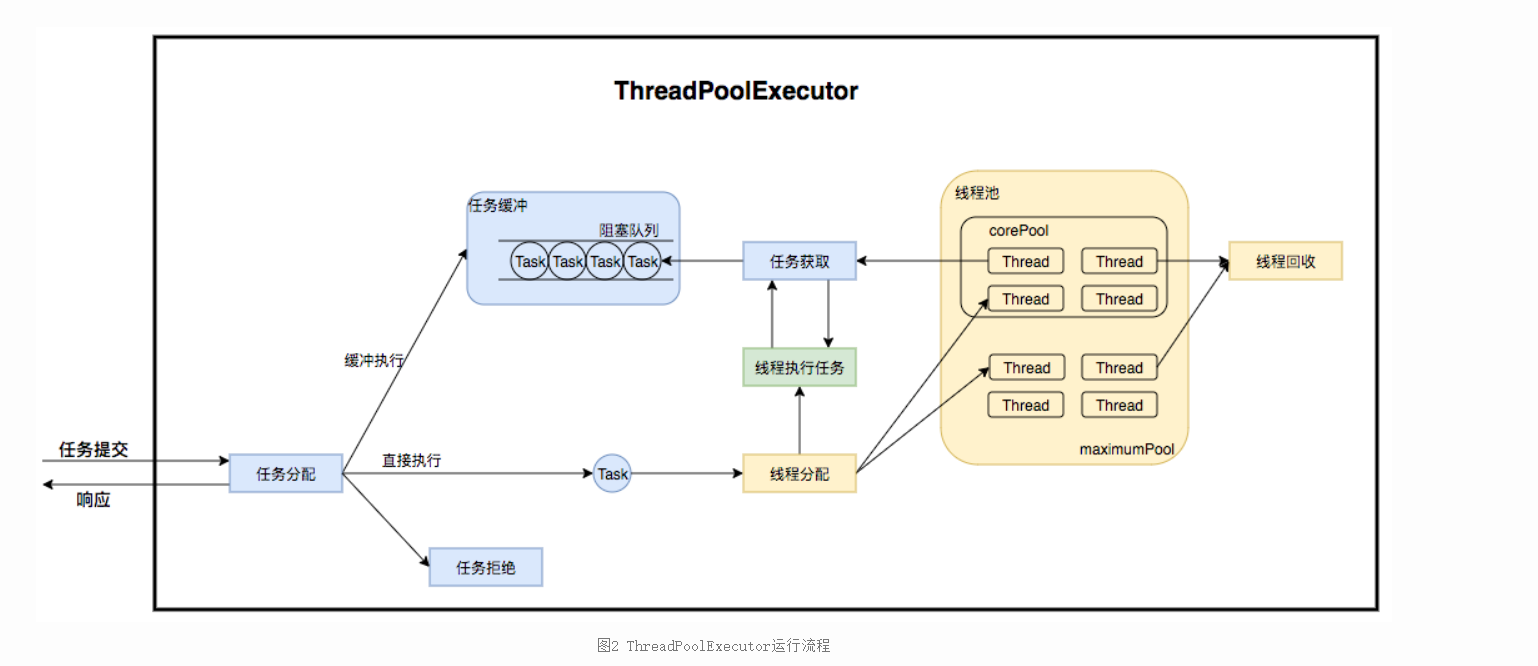 ThreadPoolExecutor
任务缓冲
阻塞队列
Task Task Task Task
任务获取
线程池
corePool
Thread Thread
Thread Thread
线程回收
缓冲执行
线程执行任务
Thread Thread
Thread Thread
maximumPool
任务提交
响应
任务分配
直接执行
Task
线程分配
任务拒绝
图2 ThreadPoolExecutor运行流程